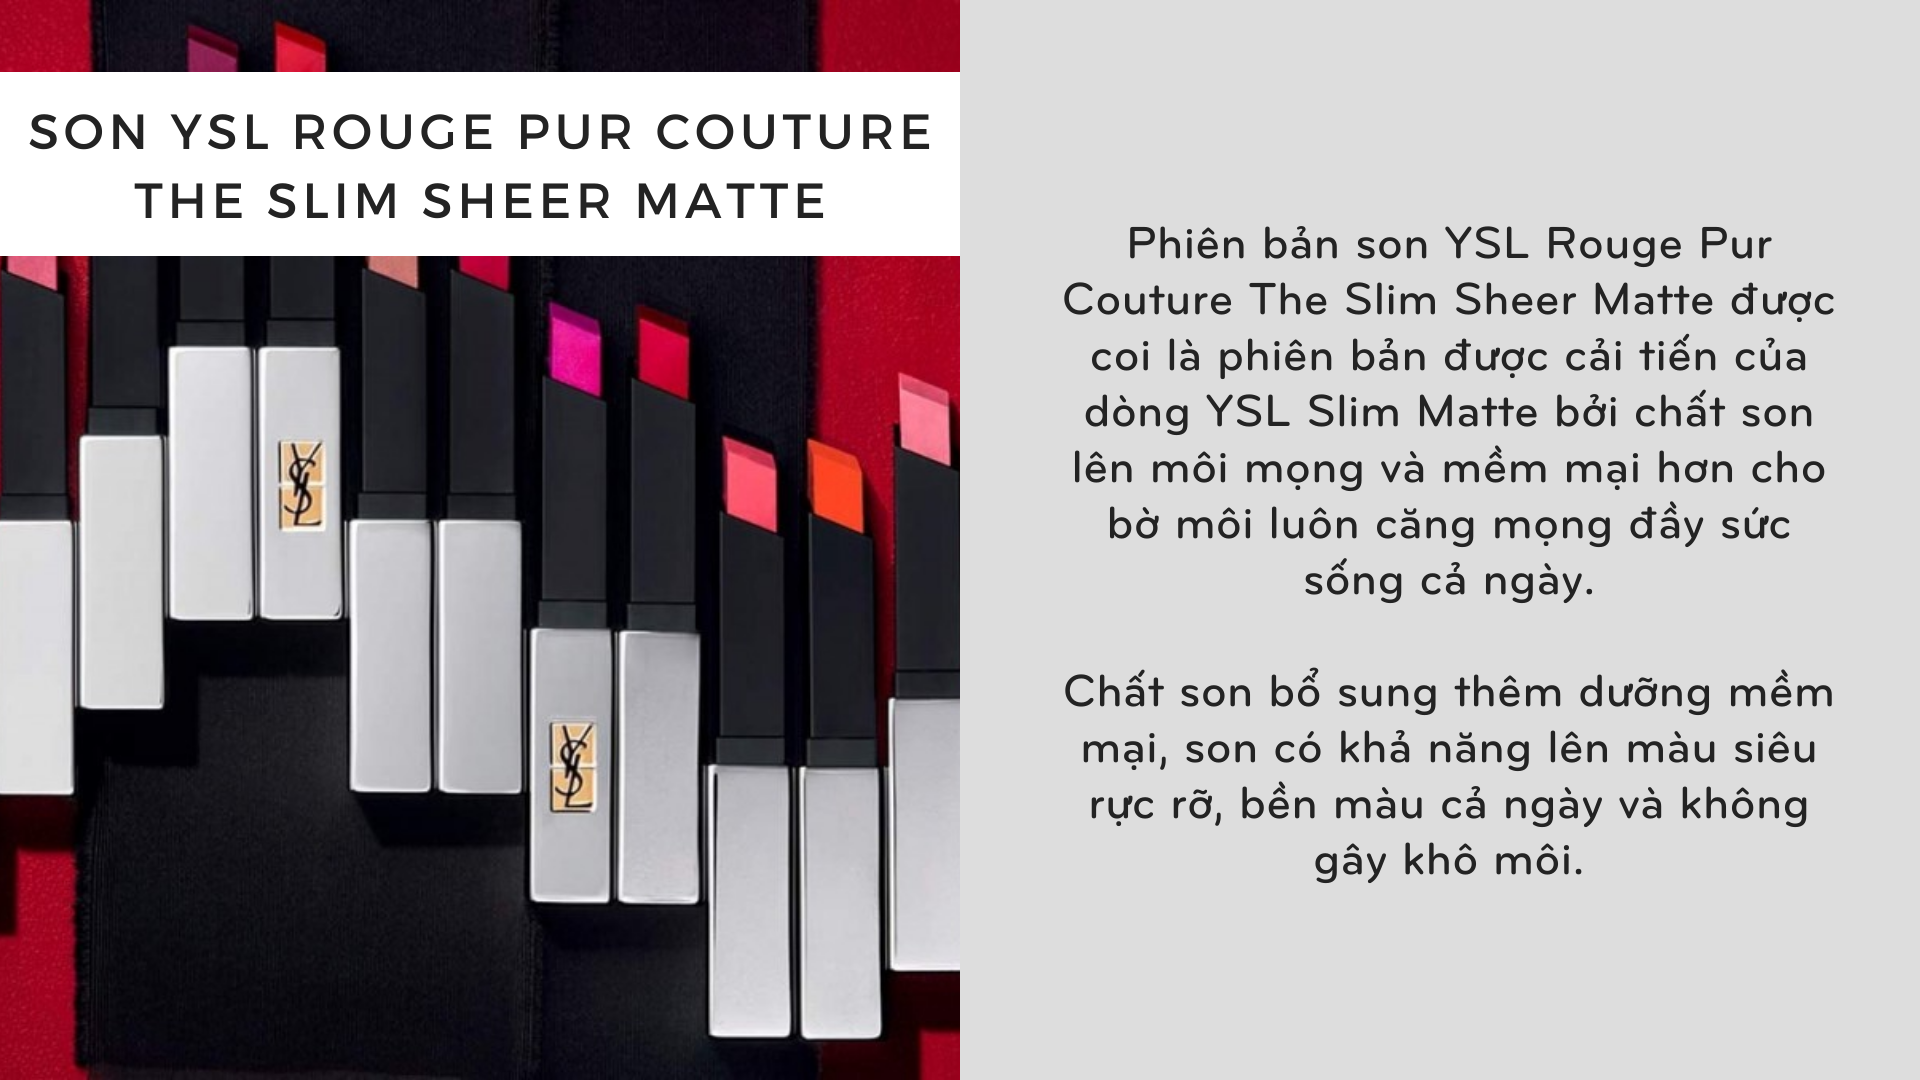 SON YSL ROUGE PUR COUTURE
THE SLIM SHEER MATTE
Phiên bản son YSL Rouge Pur
Couture The Slim Sheer Matte được
coi là phiên bản được cải tiến của
dòng YSL Slim Matte bởi chất son
lên môi mọng và mềm mại hơn cho
bờ môi luôn căng mọng đầy sức
sống cả ngày.
Chất son bổ sung thêm dưỡng mềm
mại, son có khả năng lên màu siêu
rực rỡ, bền màu cả ngày và không
gây khô môi.
YSL
YSL